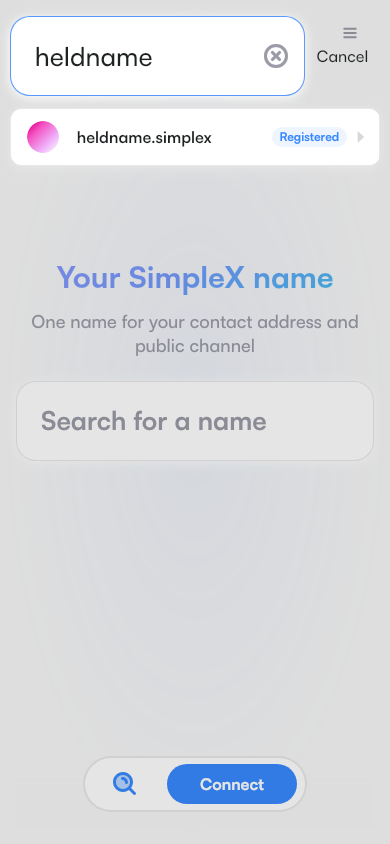 heldname
Cancel
heldname.simplex
Registered
Your SimpleX name
One name for your contact address and
public channel
Search for a name
Connect